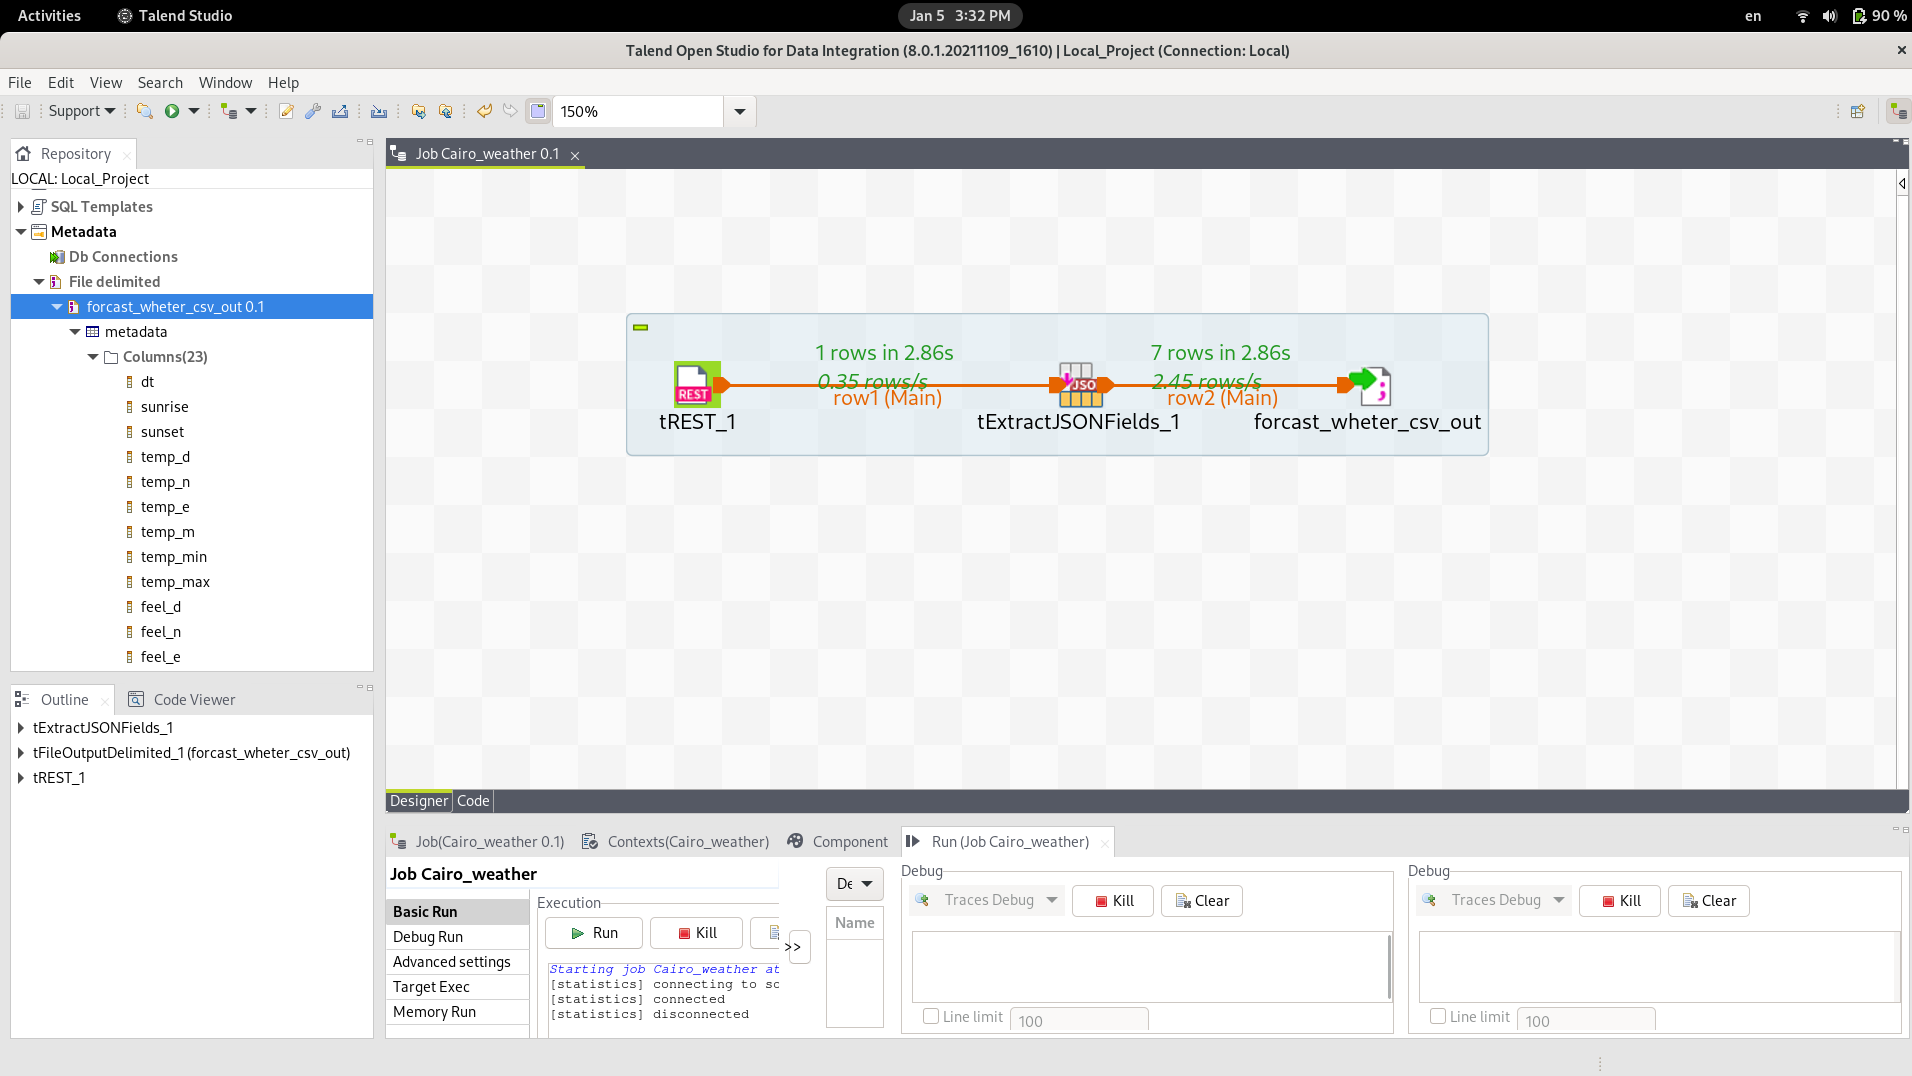 Activities
Talend Studio
Jan 5 3:32 PM
en
90 %
Talend Open Studio for Data Integration (8.0.1.20211109_1610) | Local_Project (Connection: Local)
File Edit View Search Window Help
Support
150%
Repository
LOCAL: Local_Project
SQL Templates
Metadata
Db Connections
File delimited
forcast_wheter_csv_out 0.1
metadata
Columns(23)
dt
sunrise
sunset
temp_d
temp_n
temp_e
temp_m
temp_min
temp_max
feel_d
feel_n
feel_e
Outline
Code Viewer
tExtractJSONFields_1
tFileOutputDelimited_1 (forcast_wheter_csv_out)
tREST_1
Job Cairo_weather 0.1
1 rows in 2.86s
0.35 rows/s
row1 (Main)
7 rows in 2.86s
2.45 rows/s
row2 (Main)
REST
JSO
tREST_1
tExtractJSONFields_1
forcast_wheter_csv_out
Designer
Code
Job(Cairo_weather 0.1)
Contexts(Cairo_weather)
Component
Run (Job Cairo_weather)
Job Cairo_weather
Basic Run
Debug Run
Advanced settings
Target Exec
Memory Run
Execution
Run
Kill
>>
Starting job Cairo_weather at
[statistics] connecting to sc
[statistics] connected
[statistics] disconnected
De
Name
Debug
Traces Debug
Kill
Clear
Line limit
100
Debug
Traces Debug
Kill
Clear
Line limit
100